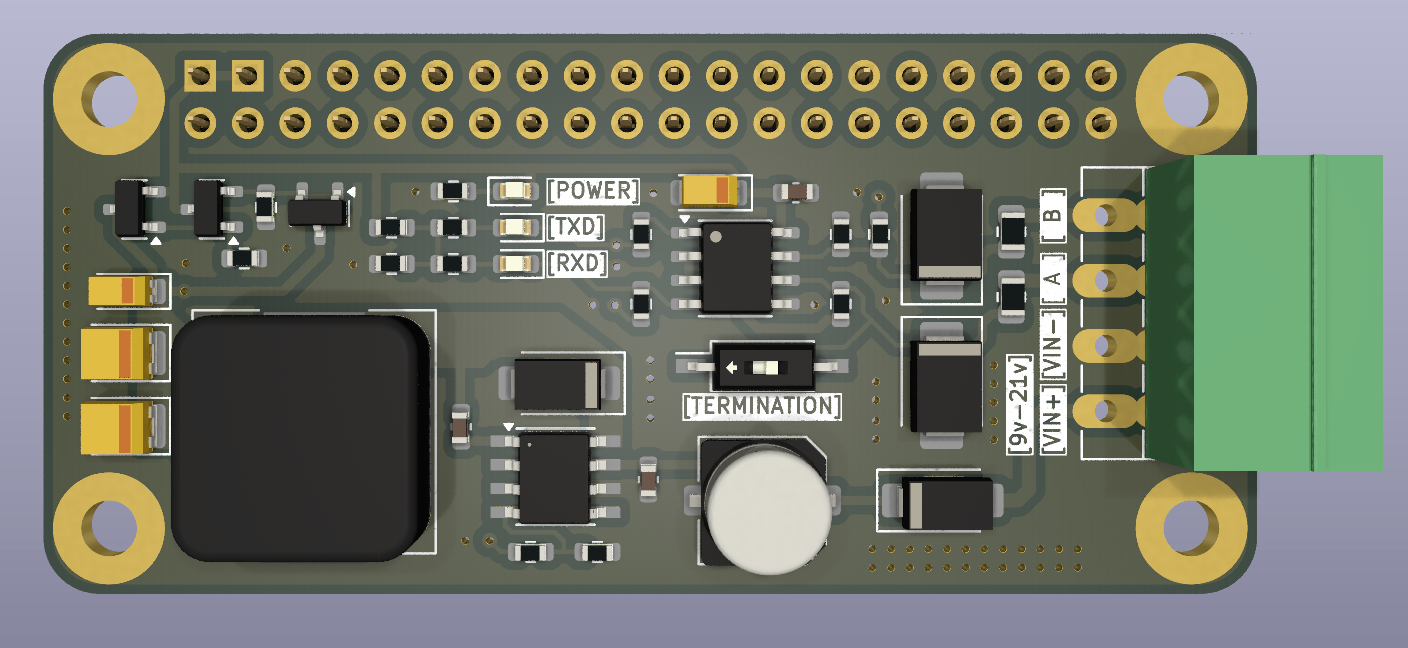 [POWER]
[TXD]
[RXD]
[ B ]
[ A ]
[VIN-]
[VIN+]
[9v-21v]
[TERMINATION]